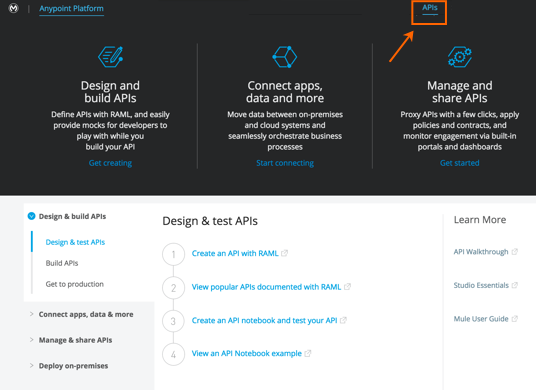 Anypoint Platform
APIs
Design and
build APIs
Define APIs with RAML, and easily
provide mocks for developers to
play with while you
build your API
Get creating
Connect apps,
data and more
Move data between on-premises
and cloud systems and
seamlessly orchestrate business
processes
Start connecting
Manage and
share APIs
Proxy APIs with a few clicks, apply
policies and contracts, and
monitor engagement via built-in
portals and dashboards
Get started
Design & build APIs
Design & test APIs
Build APIs
Get to production
Connect apps, data & more
Manage & share APIs
Deploy on-premises
Design & test APIs
1 Create an API with RAML
2 View popular APIs documented with RAML
3 Create an API notebook and test your API
4 View an API Notebook example
Learn More
API Walkthrough
Studio Essentials
Mule User Guide